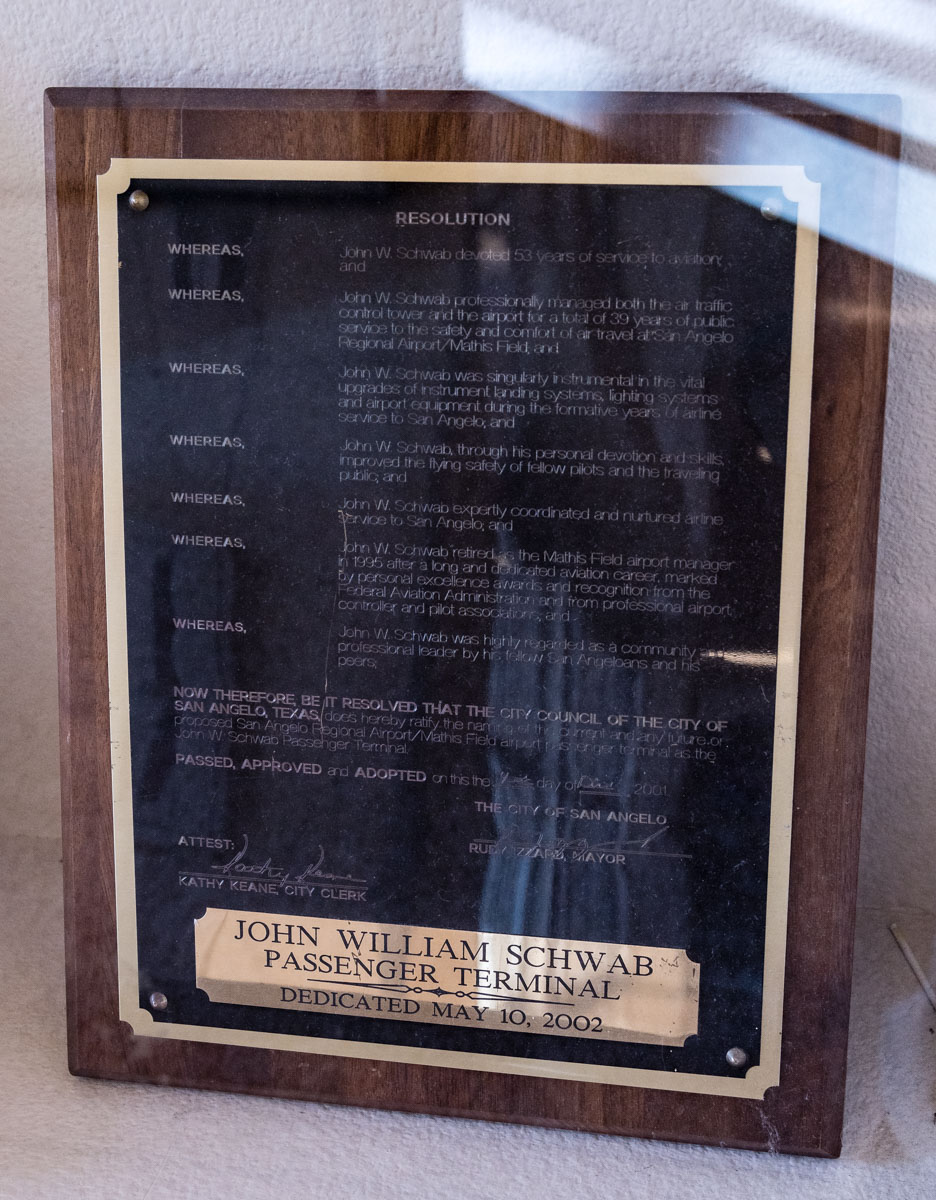 RESOLUTION
WHEREAS,
John W. Schwab devoted 53 years of service to aviation;
and
WHEREAS,
John W. Schwab professionally managed both the air traffic
control tower and the airport for a total of 39 years of public
service to the safety and comfort of air travel at San Angelo
Regional Airport/Mathis Field; and
WHEREAS,
John W. Schwab was singularly instrumental in the vital
upgrades of instrument landing systems, lighting systems
and airport equipment during the formative years of airline
service to San Angelo; and
WHEREAS,
John W. Schwab, through his personal devotion and skills,
improved the flying safety of fellow pilots and the traveling
public; and
WHEREAS,
John W. Schwab expertly coordinated and nurtured airline
service to San Angelo; and
WHEREAS,
John W. Schwab retired as the Mathis Field airport manager
in 1995 after a long and dedicated aviation career, marked
by personal excellence awards and recognition from the
Federal Aviation Administration and from professional airport,
controller, and pilot associations; and
WHEREAS,
John W. Schwab was highly regarded as a community
professional leader by his fellow San Angeloans and his
peers;
NOW THEREFORE, BE IT RESOLVED THAT THE CITY COUNCIL OF THE CITY OF
SAN ANGELO, TEXAS, does hereby ratify the naming of the current and any future or
proposed San Angelo Regional Airport/Mathis Field airport passenger terminal as the
John W. Schwab Passenger Terminal.
PASSED, APPROVED and ADOPTED on this the day of 2001.
THE CITY OF SAN ANGELO
RUDY IZZARD, MAYOR
ATTEST:
Kathy Keane
KATHY KEANE, CITY CLERK
JOHN WILLIAM SCHWAB
PASSENGER TERMINAL
DEDICATED MAY 10, 2002